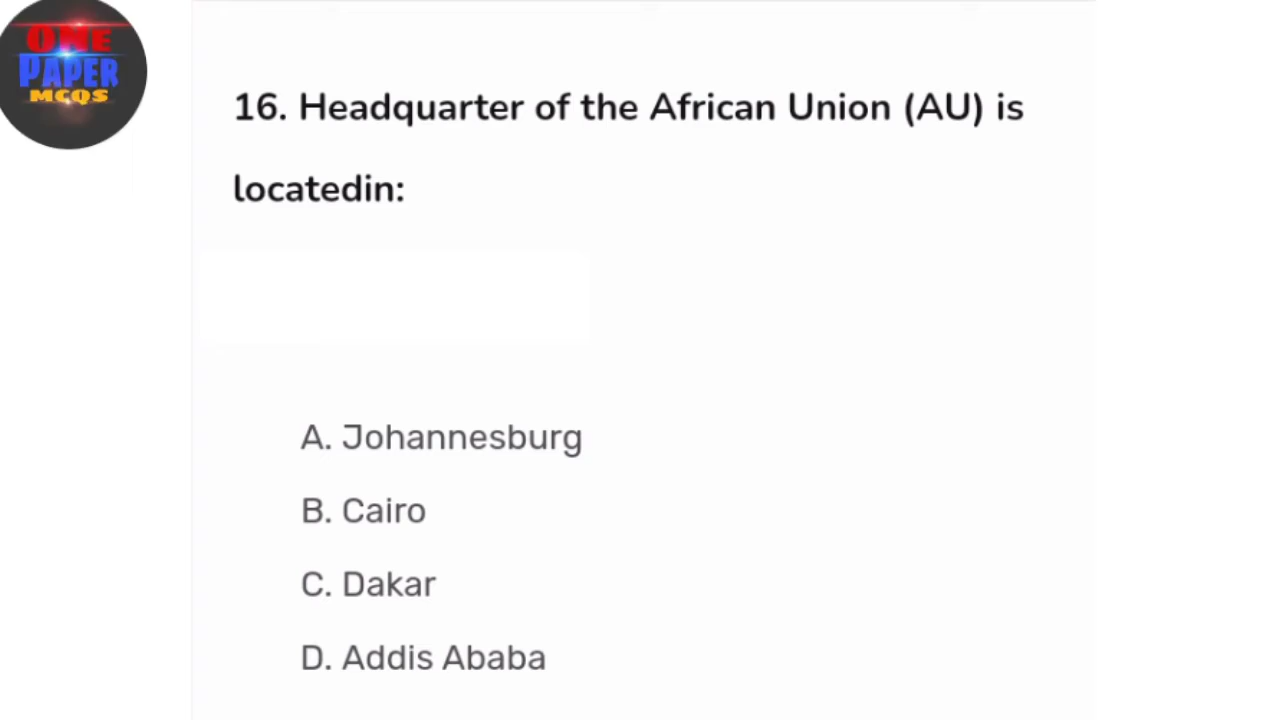 ONE
PAPER
MCQS
16. Headquarter of the African Union (AU) is
locatedin:
A. Johannesburg
B. Cairo
C. Dakar
D. Addis Ababa